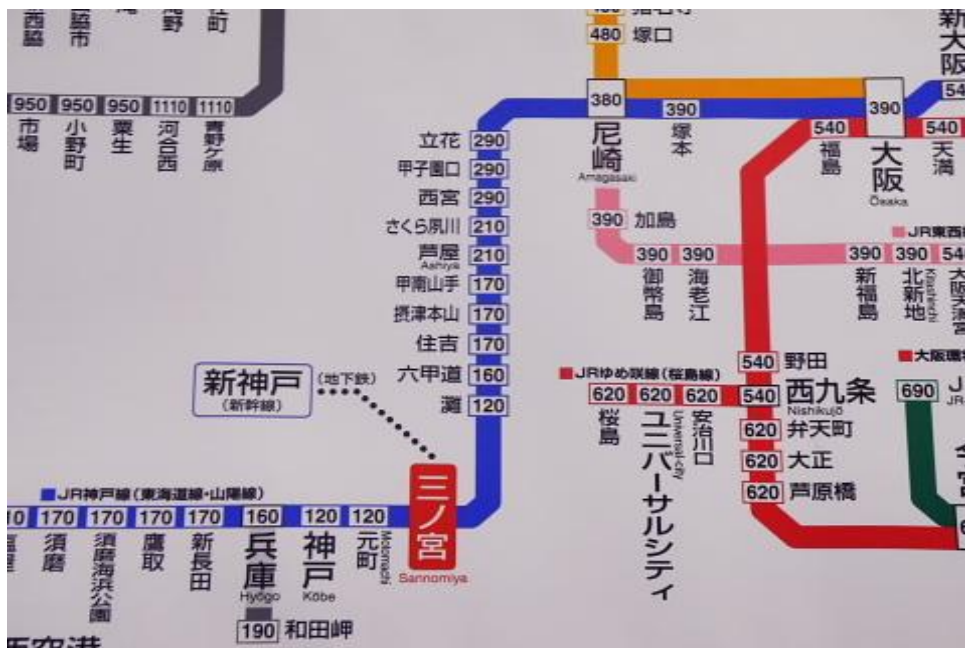 480 塚口
950 950 950 1110 1110
市場
小野町
粟生
河合西
青野ヶ原
380
尼崎
Amagasaki
390
塚本
390
大阪
Ōsaka
新大阪
540
福島
540
天満
立花 290
甲子園口 290
西宮 290
さくら夙川 210
芦屋 210
Ashiya
甲南山手 170
摂津本山 170
住吉 170
六甲道 160
灘 120
390 加島
JR東西線
390 390
御幣島
海老江
390 390
新福島
北新地
Kitashinchi
大阪天満宮
新神戸
(新幹線)
(地下鉄)
JRゆめ咲線(桜島線)
620 620 620
桜島
ユニバーサルシティ
Universal-city
安治川口
540 野田
540 西九条
Nishikujō
620 弁天町
620 大正
620 芦原橋
大阪環
690
JR神戸線(東海道線・山陽線)
170 170 170 170 160 120 120
須磨
須磨海浜公園
鷹取
新長田
兵庫
Hyōgo
神戸
Kōbe
元町
Motomachi
三ノ宮
Sannomiya
190 和田岬